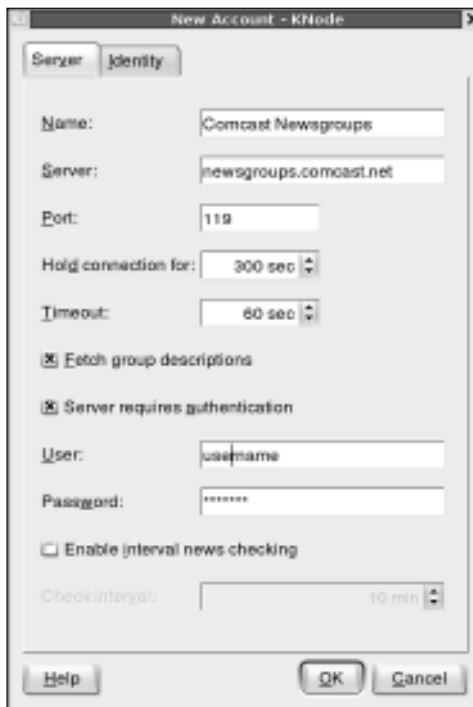 New Account - KNode
Server Identity
Name: Comcast Newsgroups
Server: newsgroups.comcast.net
Port: 119
Hold connection for: 300 sec
Timeout: 60 sec
Fetch group descriptions
Server requires authentication
User: username
Password: *******
Enable interval news checking
Check interval: 10 min
Help OK Cancel